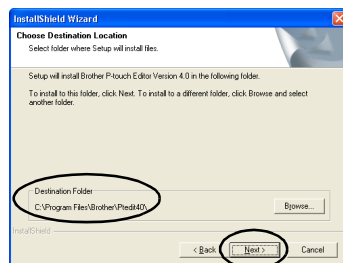 InstallShield Wizard
Choose Destination Location
Select folder where Setup will install files.
Setup will install Brother P-touch Editor Version 4.0 in the following folder.
To install to this folder, click Next. To install to a different folder, click Browse and select
another folder.
Destination Folder
C:\Program Files\Brother\Ptedit40\
Browse...
InstallShield
< Back
Next >
Cancel